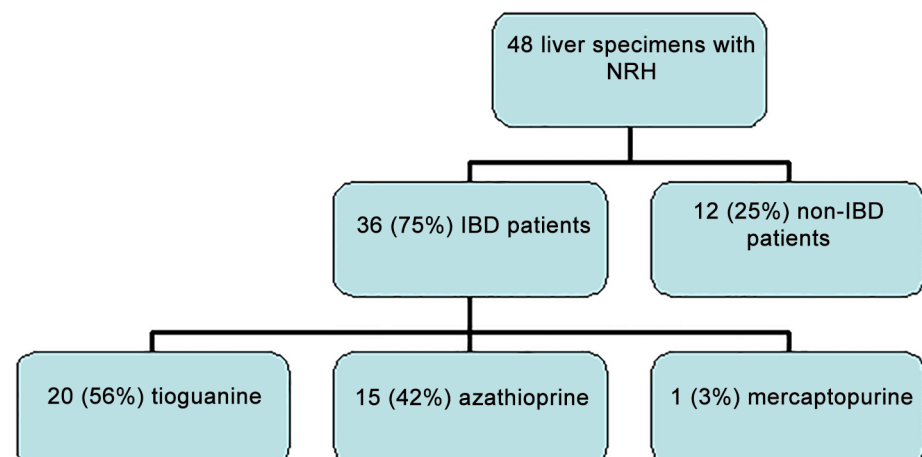 48 liver specimens with
NRH
36 (75%) IBD patients
12 (25%) non-IBD
patients
20 (56%) tioguanine
15 (42%) azathioprine
1 (3%) mercaptopurine